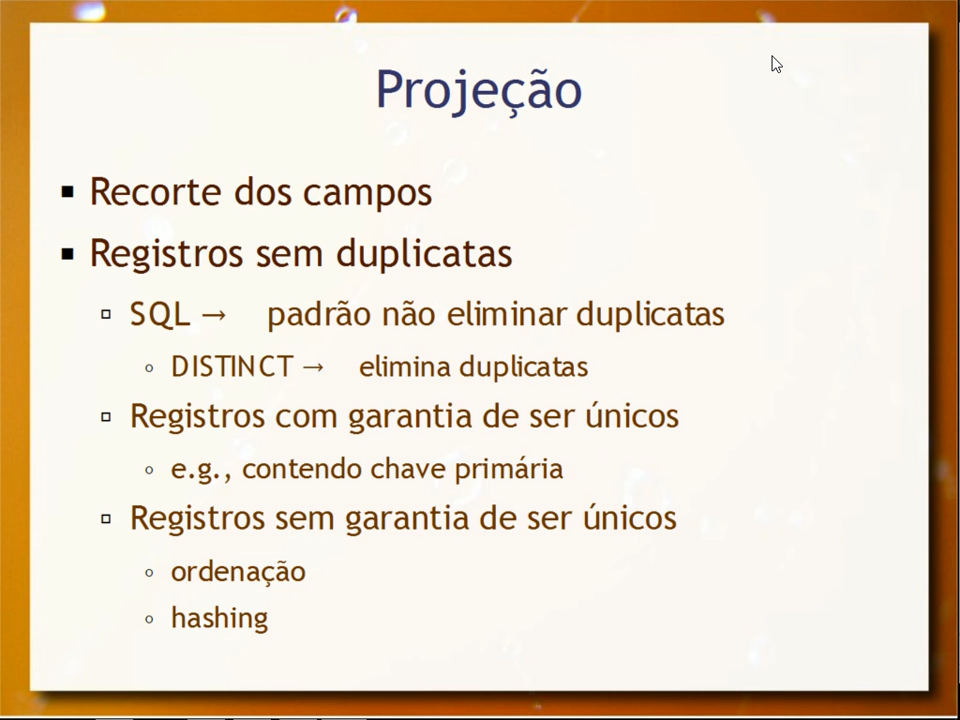 Projeção
▪ Recorte dos campos
▪ Registros sem duplicatas
▫ SQL → padrão não eliminar duplicatas
◦ DISTINCT → elimina duplicatas
▫ Registros com garantia de ser únicos
◦ e.g., contendo chave primária
▫ Registros sem garantia de ser únicos
◦ ordenação
◦ hashing